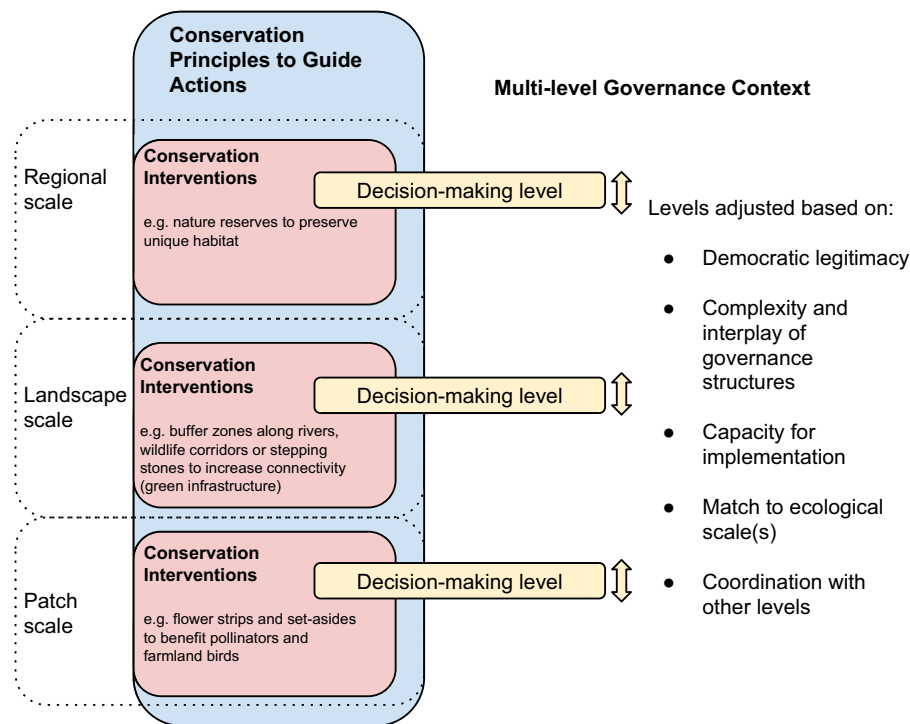 Conservation
Principles to Guide
Actions
Multi-level Governance Context
Regional
scale
Conservation
Interventions
e.g. nature reserves to preserve
unique habitat
Decision-making level
Landscape
scale
Conservation
Interventions
e.g. buffer zones along rivers,
wildlife corridors or stepping
stones to increase connectivity
(green infrastructure)
Decision-making level
Patch
scale
Conservation
Interventions
e.g. flower strips and set-asides
to benefit pollinators and
farmland birds
Decision-making level
Levels adjusted based on:
● Democratic legitimacy
● Complexity and
interplay of
governance
structures
● Capacity for
implementation
● Match to ecological
scale(s)
● Coordination with
other levels